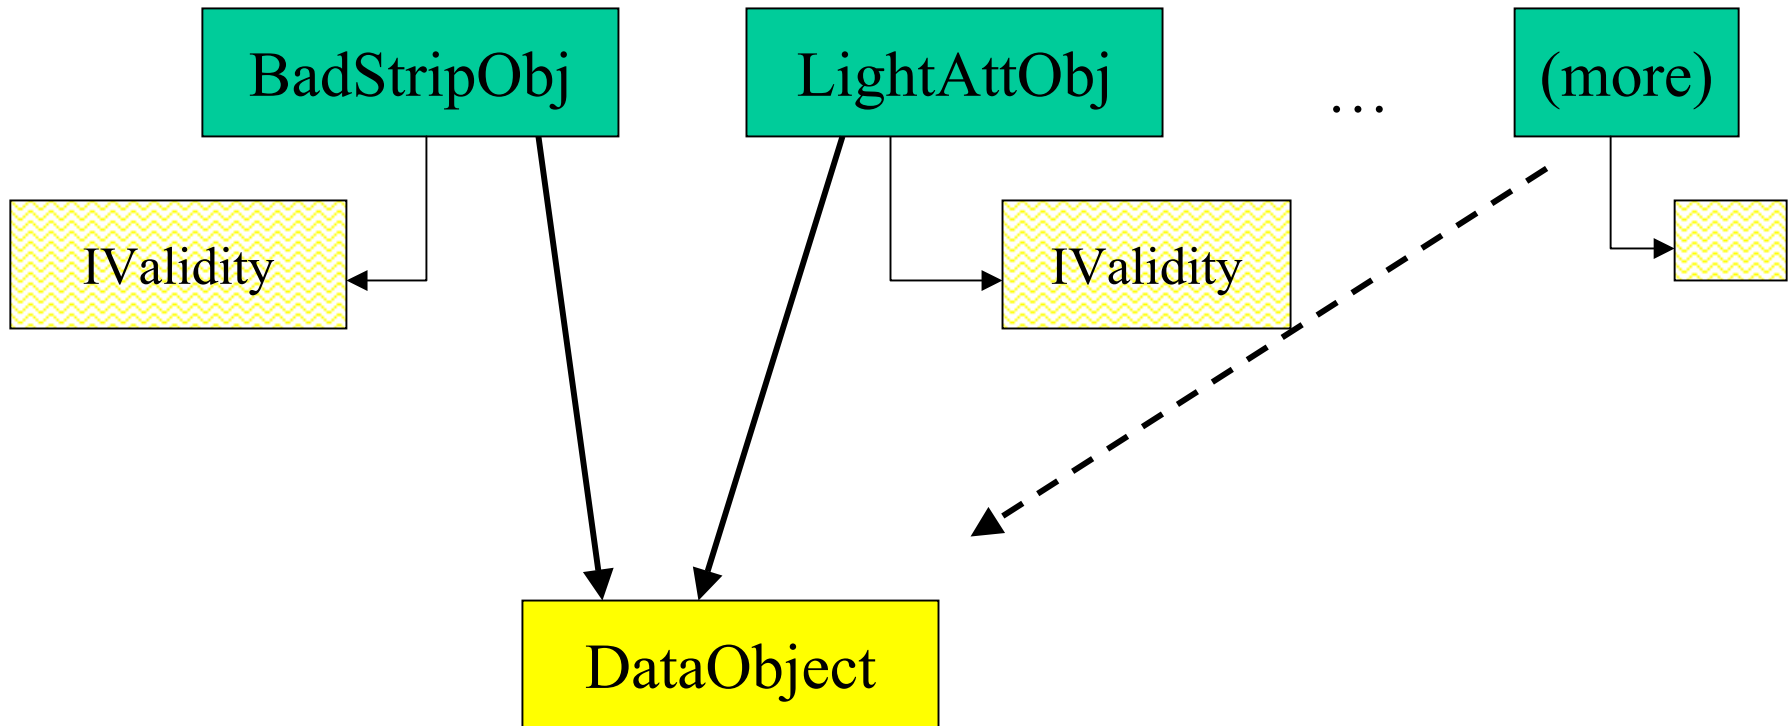 BadStripObj
LightAttObj
…
(more)
IValidity
IValidity
DataObject